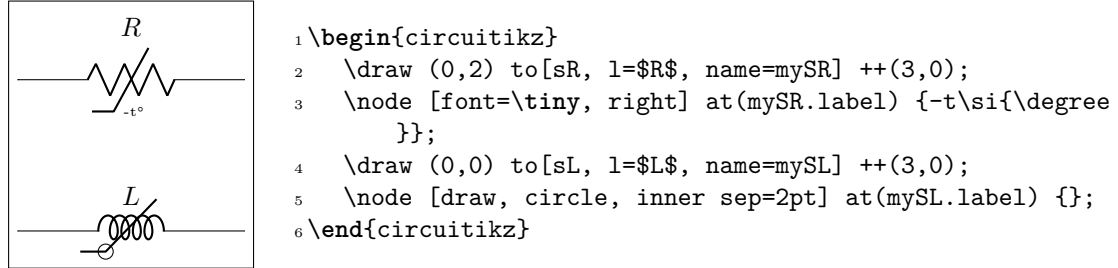 R
-t°
L
1 \begin{circuitikz}
2 \draw (0,2) to[sR, l=$R$, name=mySR] ++(3,0);
3 \node [font=\tiny, right] at(mySR.label) {-t\si{\degree
}};
4 \draw (0,0) to[sL, l=$L$, name=mySL] ++(3,0);
5 \node [draw, circle, inner sep=2pt] at(mySL.label) {};
6 \end{circuitikz}